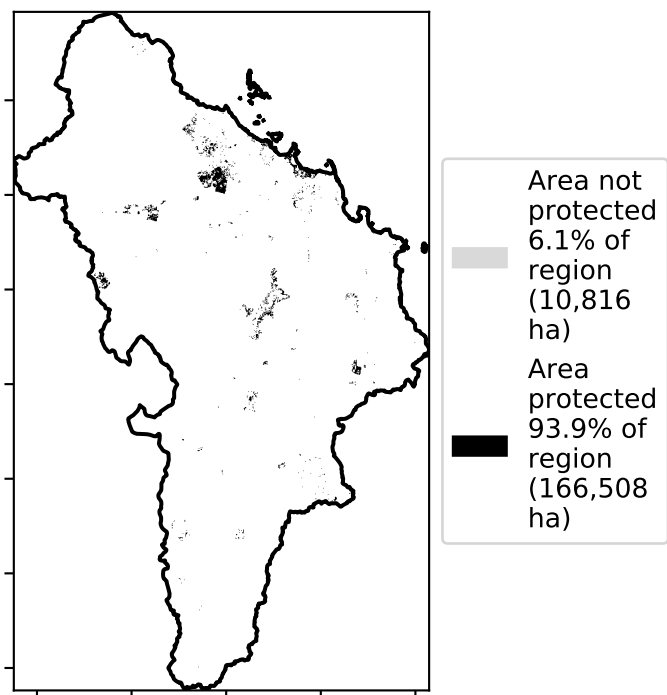 Area not
protected
6.1% of
region
(10,816
ha)
Area
protected
93.9% of
region
(166,508
ha)